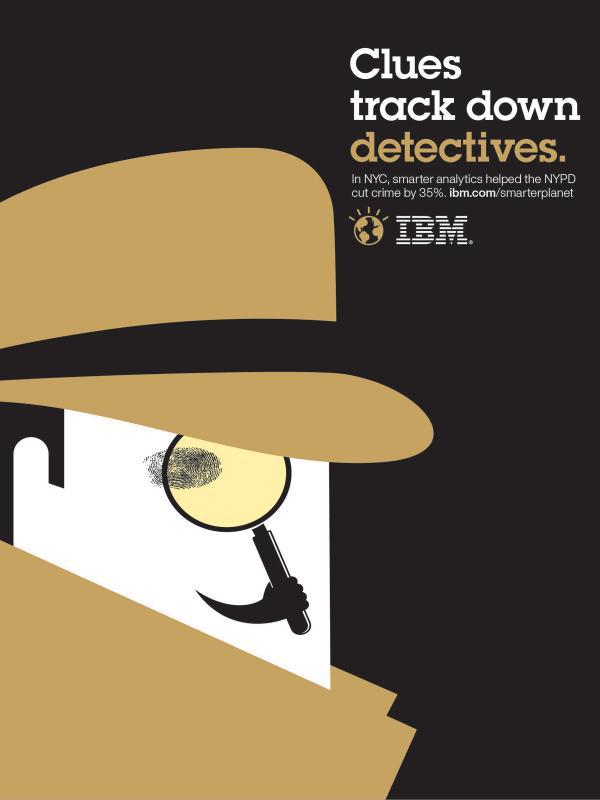 Clues
track down
detectives.
In NYC, smarter analytics helped the NYPD
cut crime by 35%. ibm.com/smarterplanet
IBM®